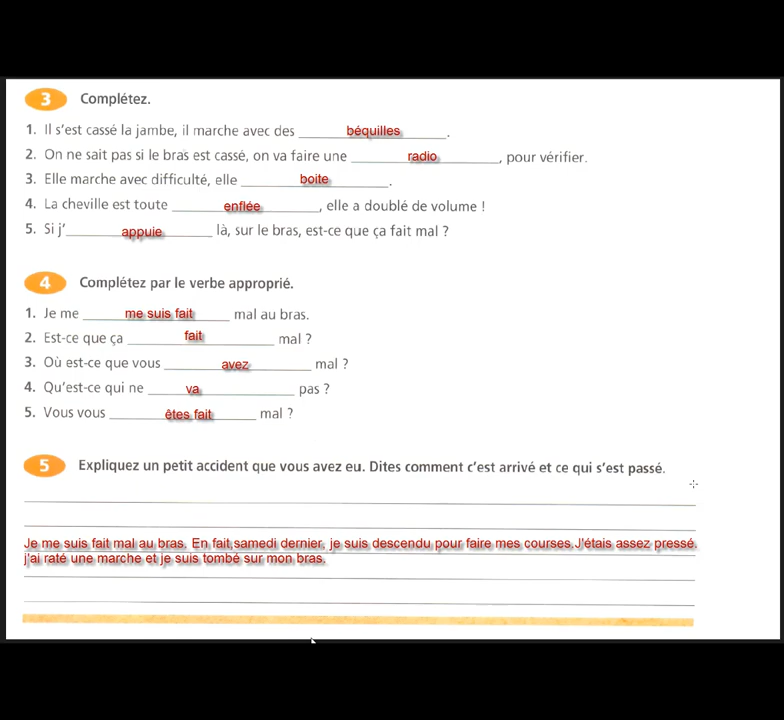 3 Complétez.
1. Il s'est cassé la jambe, il marche avec des béquilles.
2. On ne sait pas si le bras est cassé, on va faire une radio, pour vérifier.
3. Elle marche avec difficulté, elle boite.
4. La cheville est toute enflée, elle a doublé de volume !
5. Si j'appuie là, sur le bras, est-ce que ça fait mal ?
4 Complétez par le verbe approprié.
1. Je me me suis fait mal au bras.
2. Est-ce que ça fait mal ?
3. Où est-ce que vous avez mal ?
4. Qu'est-ce qui ne va pas ?
5. Vous vous êtes fait mal ?
5 Expliquez un petit accident que vous avez eu. Dites comment c'est arrivé et ce qui s'est passé.
Je me suis fait mal au bras. En fait,samedi dernier, je suis descendu pour faire mes courses.J'étais assez pressé.
j'ai raté une marche et je suis tombé sur mon bras.